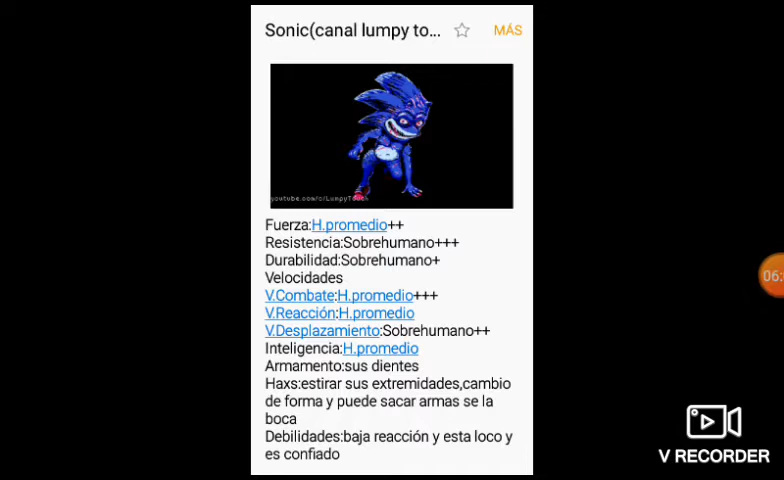 Sonic(canal lumpy to... MÁS
youtube.com/c/LumpyTouch
Fuerza:H.promedio++
Resistencia:Sobrehumano+++
Durabilidad:Sobrehumano+
Velocidades
V.Combate:H.promedio+++
V.Reacción:H.promedio
V.Desplazamiento:Sobrehumano++
Inteligencia:H.promedio
Armamento:sus dientes
Haxs:estirar sus extremidades,cambio
de forma y puede sacar armas se la
boca
Debilidades:baja reacción y esta loco y
es confiado
06:
V RECORDER